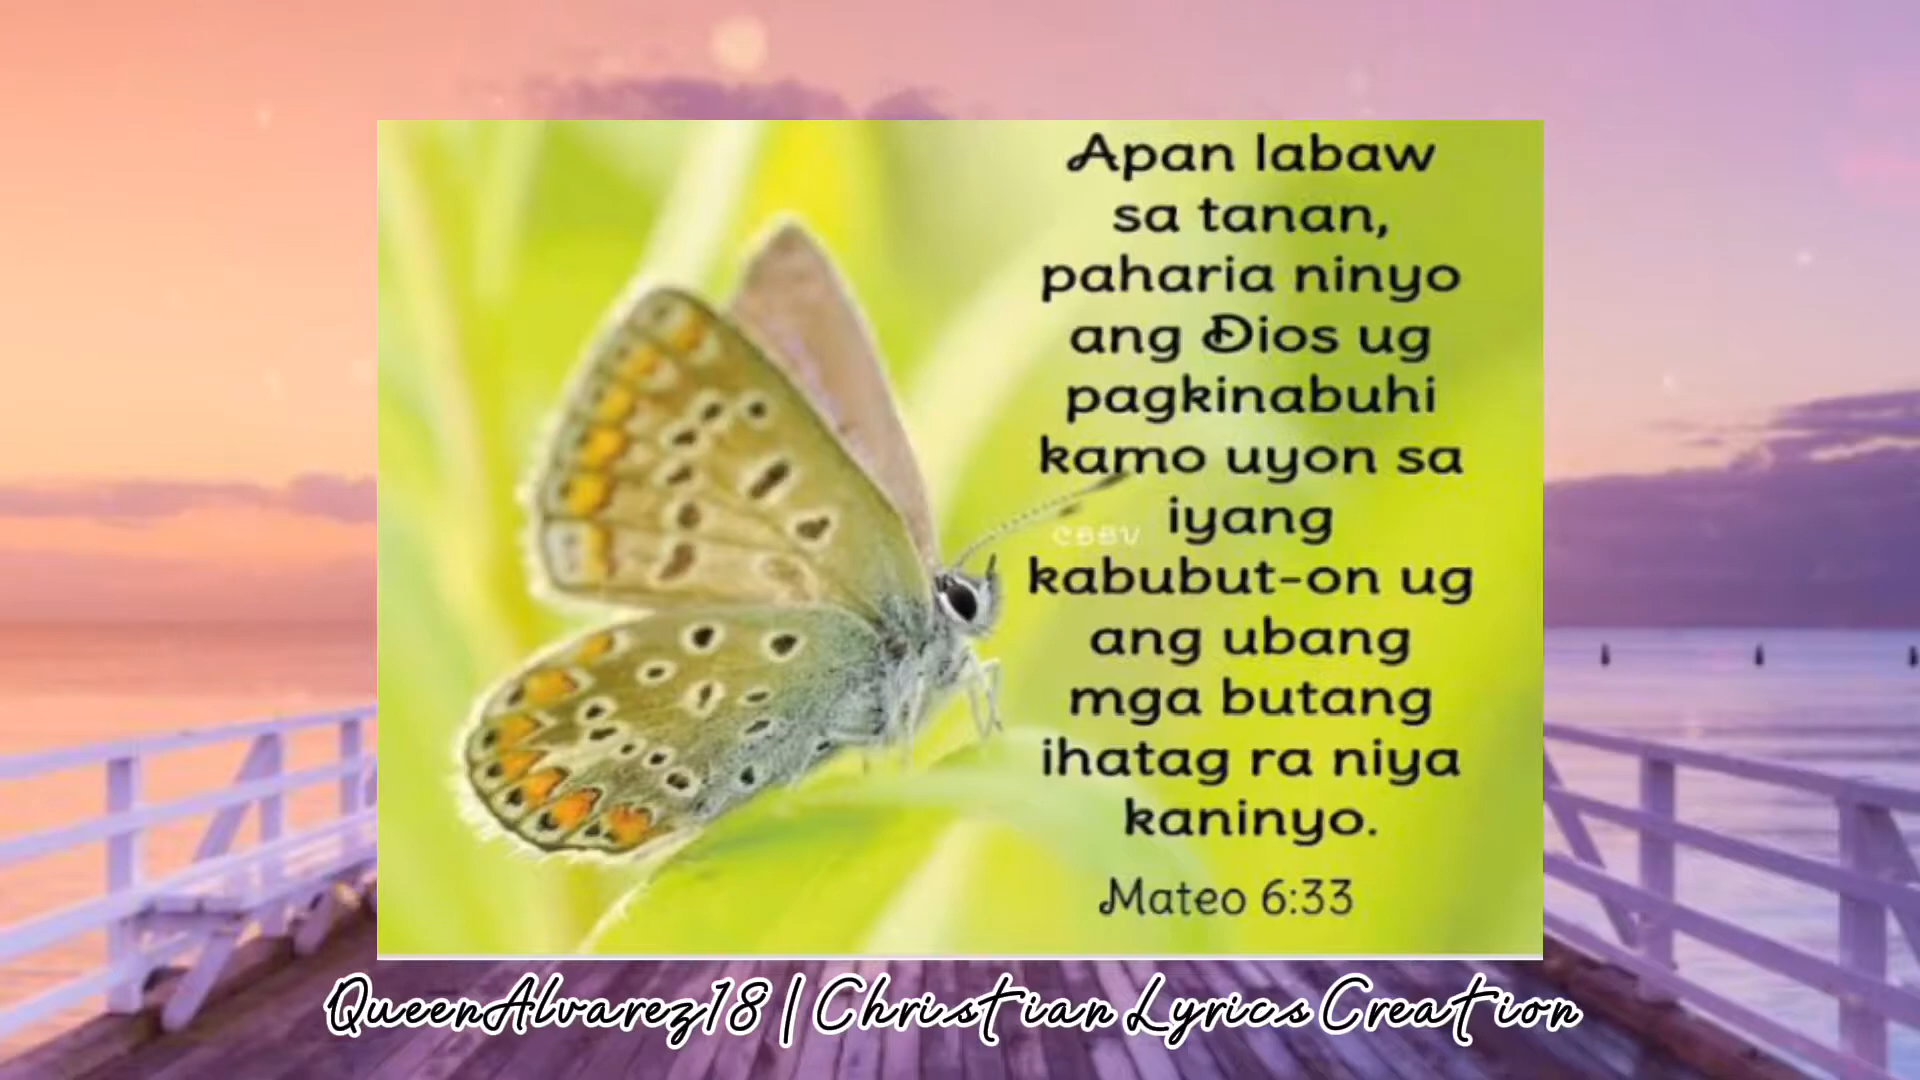 Apan labaw
sa tanan,
paharia ninyo
ang Dios ug
pagkinabuhi
kamo uyon sa
iyang
kabubut-on ug
ang ubang
mga butang
ihatag ra niya
kaninyo.
CBBV
Mateo 6:33
QueenAlvarez18 | Christian Lyrics Creation